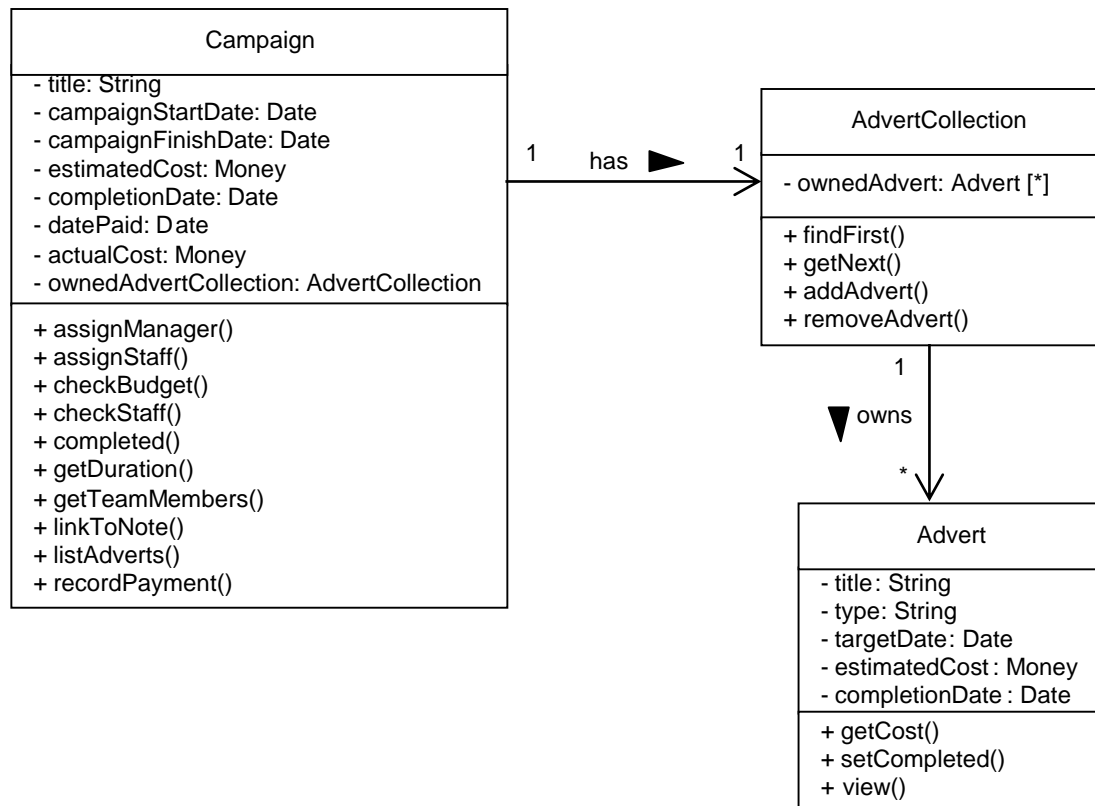 Campaign
- title: String
- campaignStartDate: Date
- campaignFinishDate: Date
- estimatedCost: Money
- completionDate: Date
- datePaid: Date
- actualCost: Money
- ownedAdvertCollection: AdvertCollection
+ assignManager()
+ assignStaff()
+ checkBudget()
+ checkStaff()
+ completed()
+ getDuration()
+ getTeamMembers()
+ linkToNote()
+ listAdverts()
+ recordPayment()
1 has 1
AdvertCollection
- ownedAdvert: Advert [*]
+ findFirst()
+ getNext()
+ addAdvert()
+ removeAdvert()
1
owns
*
Advert
- title: String
- type: String
- targetDate: Date
- estimatedCost: Money
- completionDate: Date
+ getCost()
+ setCompleted()
+ view()